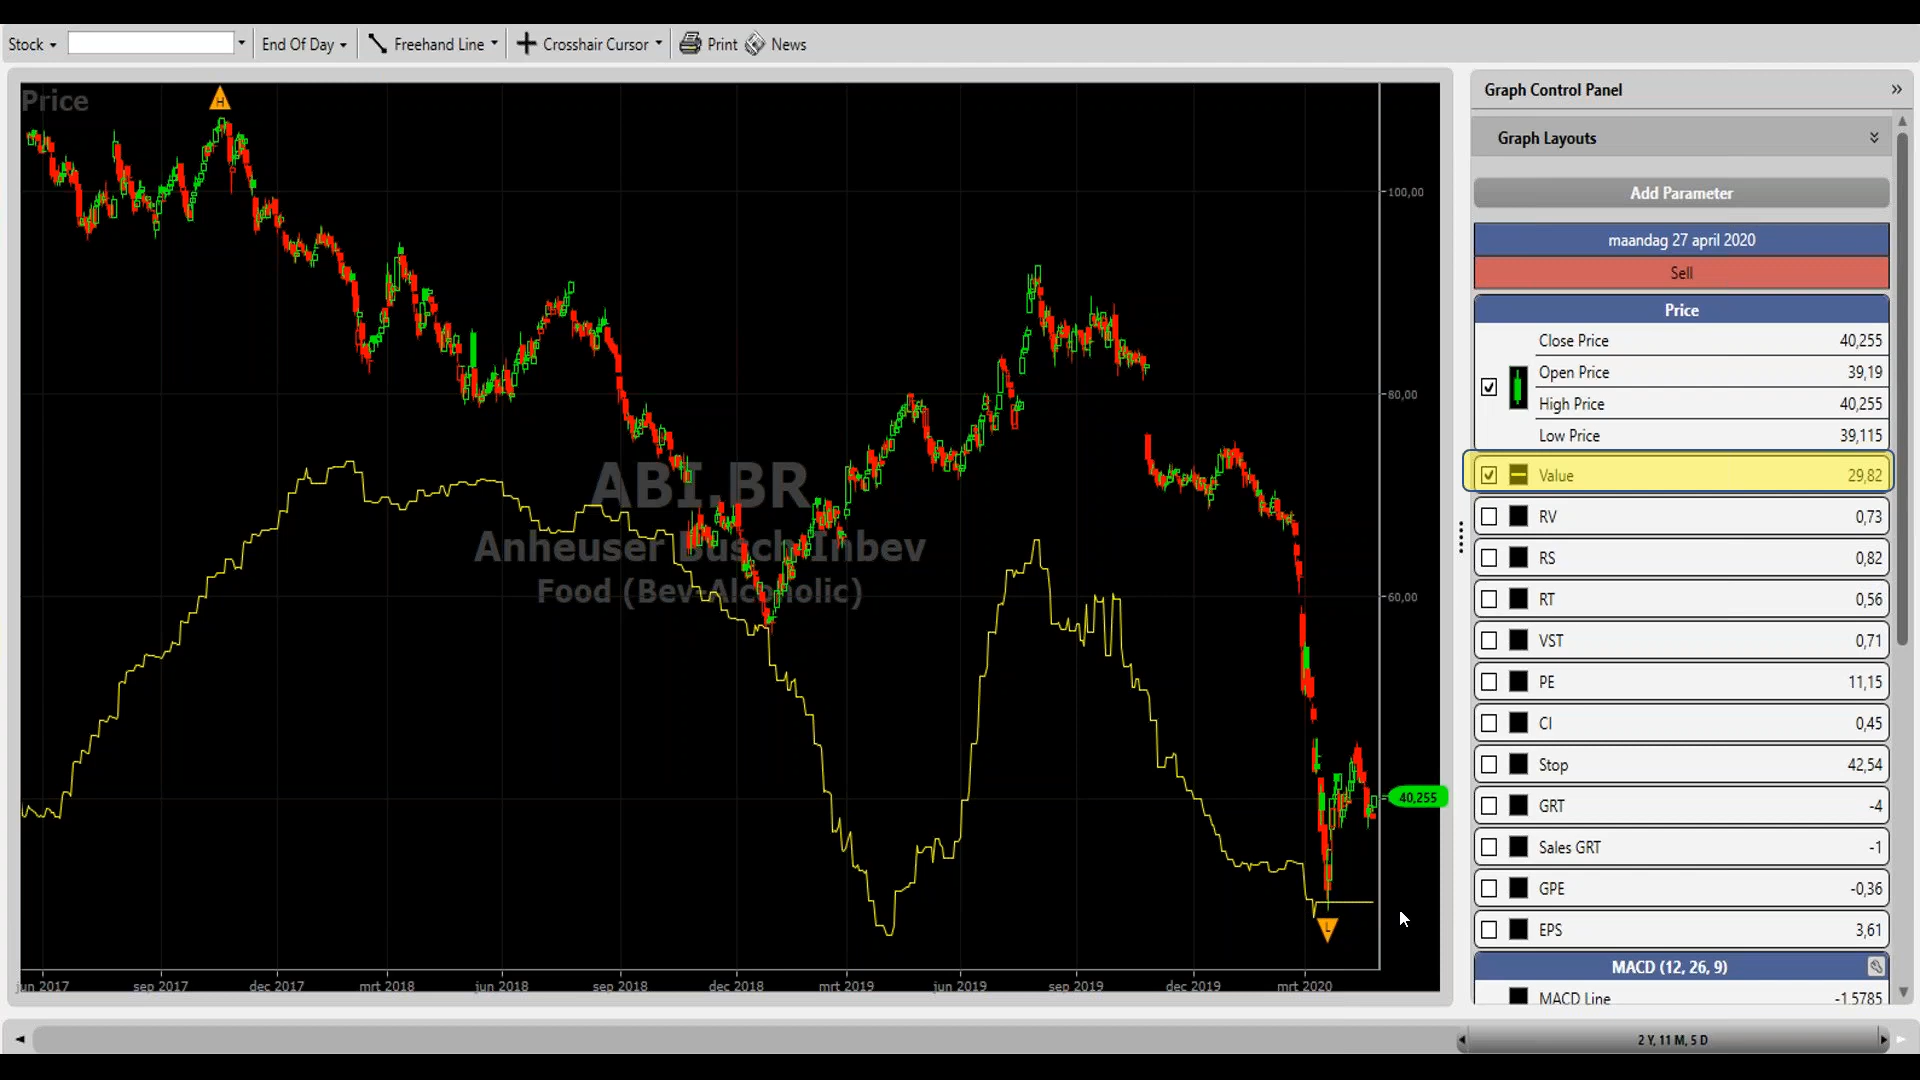 Stock
End Of Day
Freehand Line
Crosshair Cursor
Print
News
Price
H
ABI.BR
Anheuser Busch Inbev
Food (Bev-Alcoholic)
L
100,00
80,00
60,00
40,255
jun 2017
sep 2017
dec 2017
mrt 2018
jun 2018
sep 2018
dec 2018
mrt 2019
jun 2019
sep 2019
dec 2019
mrt 2020
Graph Control Panel
Graph Layouts
Add Parameter
maandag 27 april 2020
Sell
Price
Close Price 40,255
Open Price 39,19
High Price 40,255
Low Price 39,115
Value 29,82
RV 0,73
RS 0,82
RT 0,56
VST 0,71
PE 11,15
CI 0,45
Stop 42,54
GRT -4
Sales GRT -1
GPE -0,36
EPS 3,61
MACD (12, 26, 9)
MACD Line -1,5785
2 Y, 11 M, 5 D